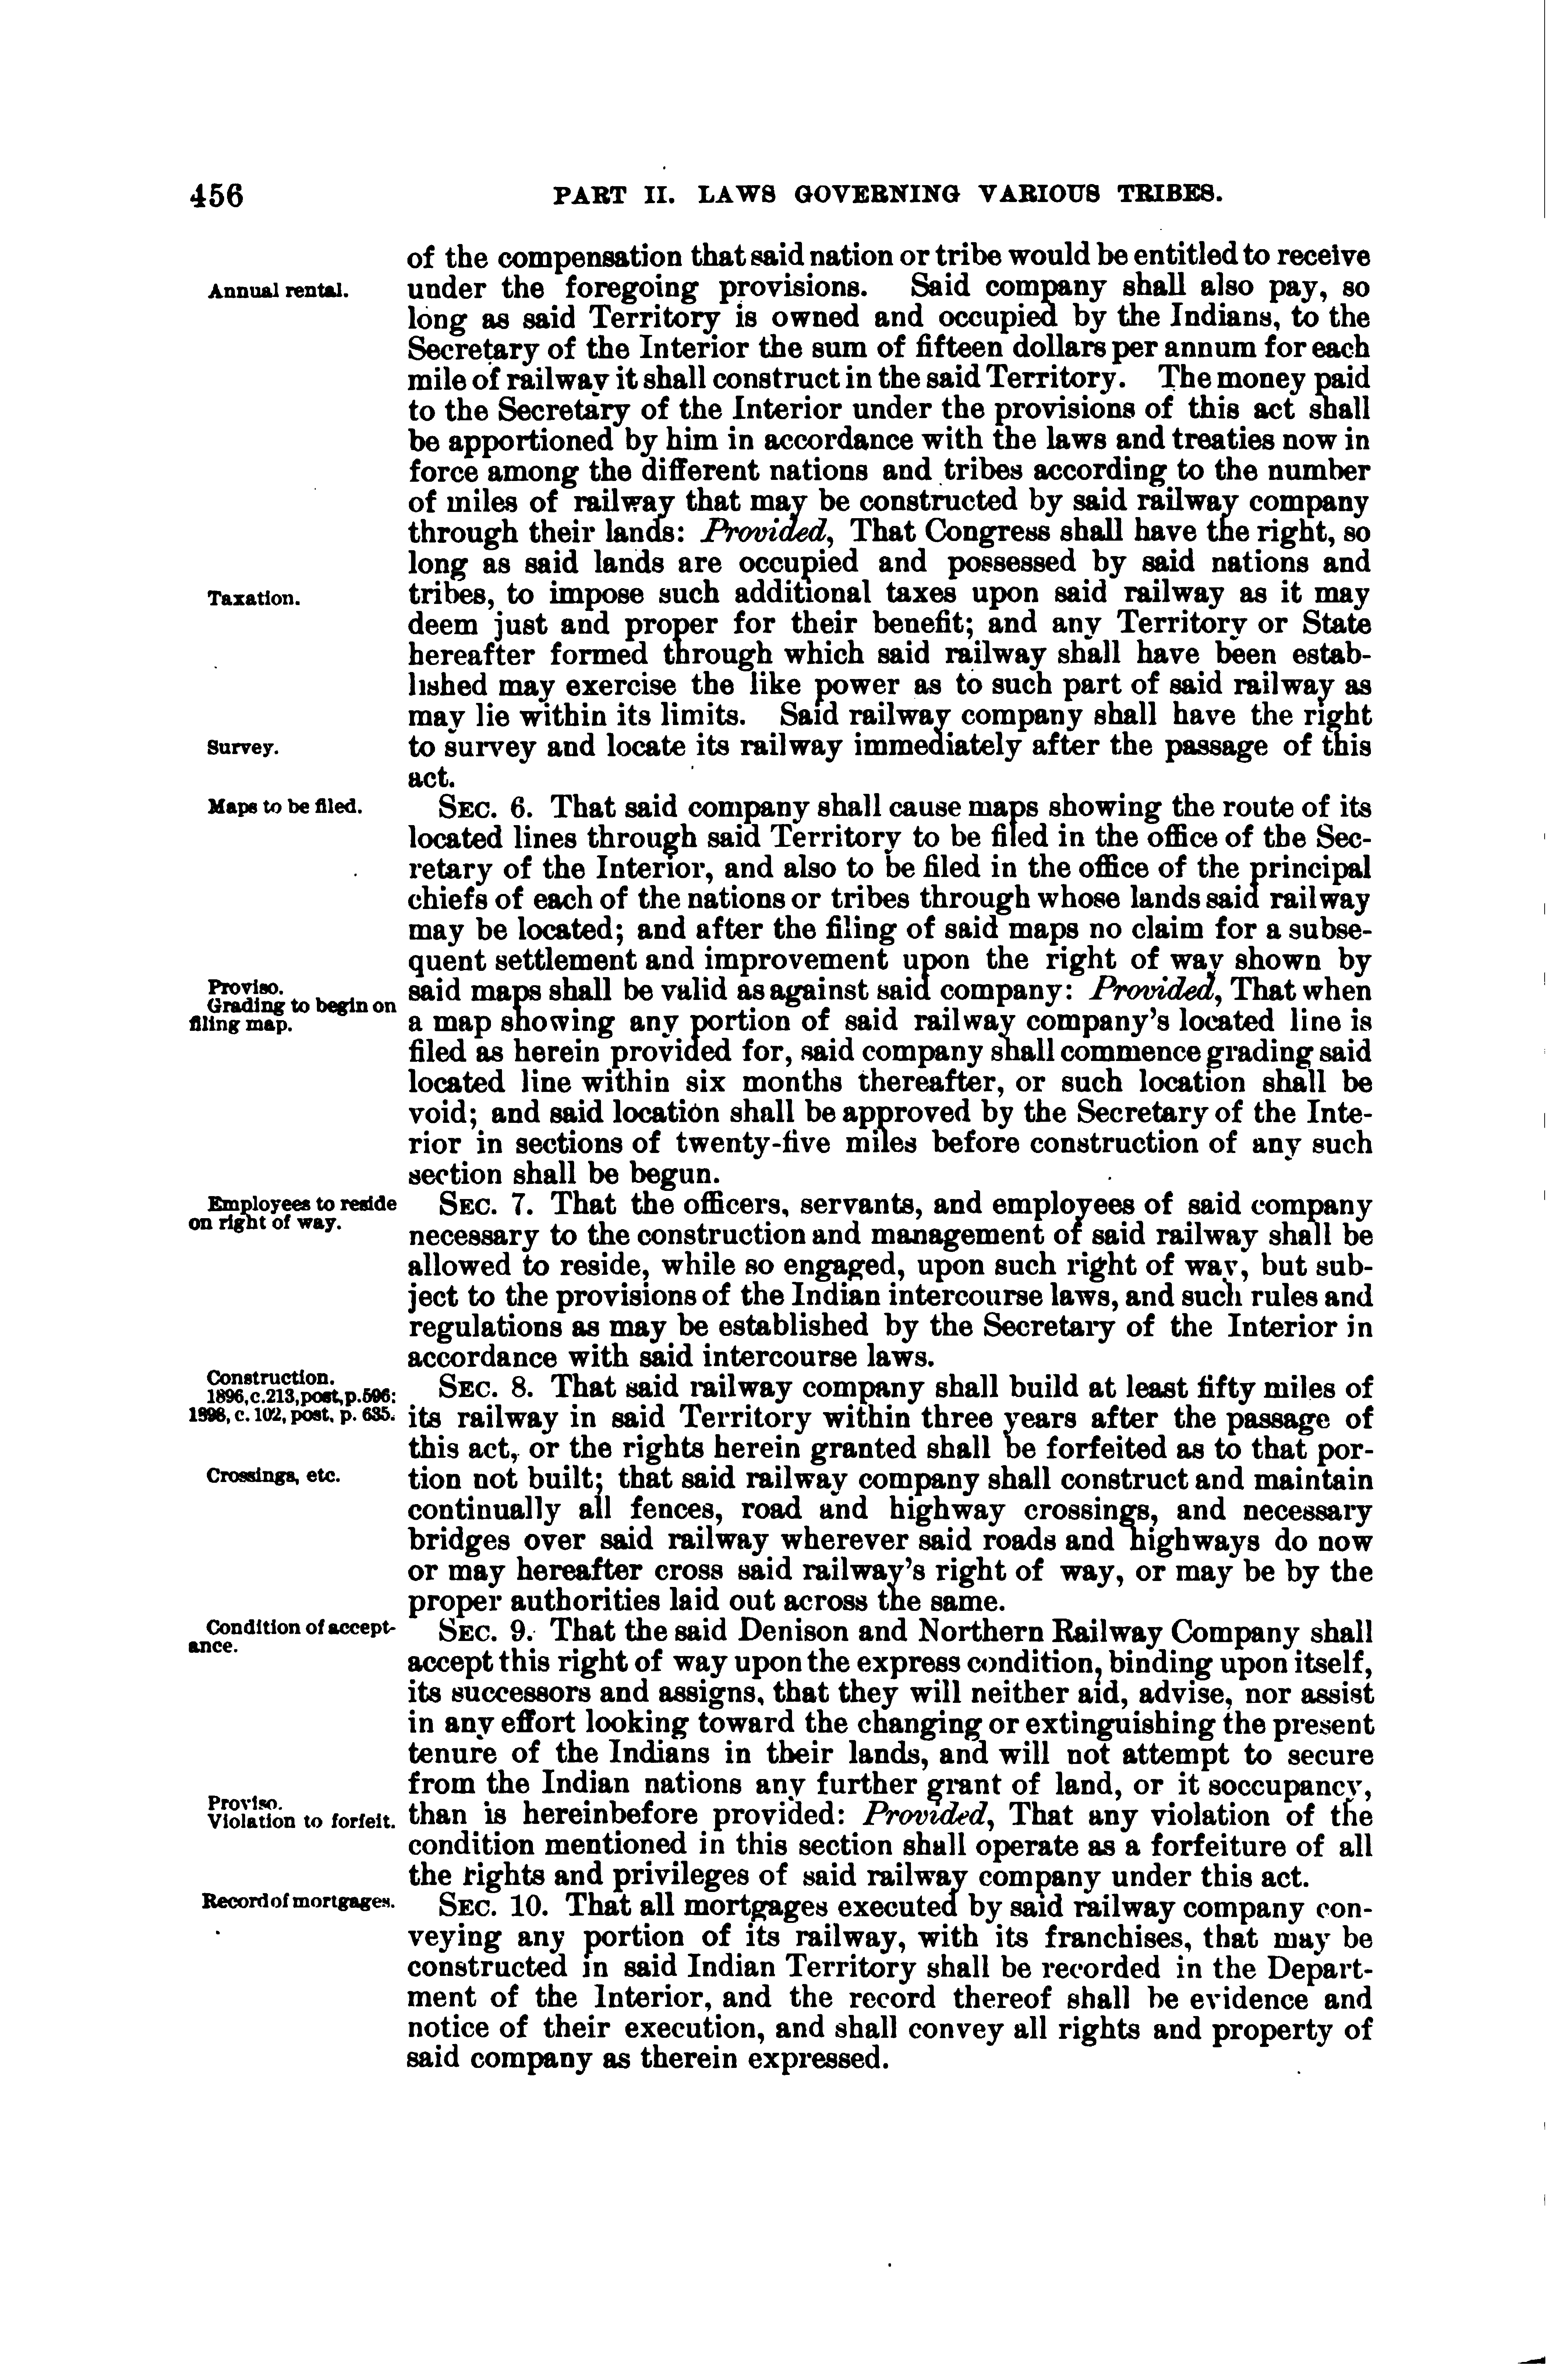 456 PART II. LAWS GOVERNING VARIOUS TRIBES.
of the compensation that said nation or tribe would be entitled to receive
Annual rental. under the foregoing provisions. Said company shall also pay, so
long as said Territory is owned and occupied by the Indians, to the
Secretary of the Interior the sum of fifteen dollars per annum for each
mile of railway it shall construct in the said Territory. The money paid
to the Secretary of the Interior under the provisions of this act shall
be apportioned by him in accordance with the laws and treaties now in
force among the different nations and tribes according to the number
of miles of railway that may be constructed by said railway company
through their lands: Provided, That Congress shall have the right, so
long as said lands are occupied and possessed by said nations and
Taxation. tribes, to impose such additional taxes upon said railway as it may
deem just and proper for their benefit; and any Territory or State
hereafter formed through which said railway shall have been estab-
lished may exercise the like power as to such part of said railway as
may lie within its limits. Said railway company shall have the right
Survey. to survey and locate its railway immediately after the passage of this
act.
Maps to be filed. SEC. 6. That said company shall cause maps showing the route of its
located lines through said Territory to be filed in the office of the Sec-
retary of the Interior, and also to be filed in the office of the principal
chiefs of each of the nations or tribes through whose lands said railway
may be located; and after the filing of said maps no claim for a subse-
quent settlement and improvement upon the right of way shown by
Proviso. said maps shall be valid as against said company: Provided, That when
Grading to begin on
filing map. a map showing any portion of said railway company's located line is
filed as herein provided for, said company shall commence grading said
located line within six months thereafter, or such location shall be
void; and said location shall be approved by the Secretary of the Inte-
rior in sections of twenty-five miles before construction of any such
section shall be begun.
Employees to reside SEC. 7. That the officers, servants, and employees of said company
on right of way. necessary to the construction and management of said railway shall be
allowed to reside, while so engaged, upon such right of way, but sub-
ject to the provisions of the Indian intercourse laws, and such rules and
regulations as may be established by the Secretary of the Interior in
accordance with said intercourse laws.
Construction.
1896, c. 213, post, p. 596; SEC. 8. That said railway company shall build at least fifty miles of
1898, c. 102, post, p. 635. its railway in said Territory within three years after the passage of
this act, or the rights herein granted shall be forfeited as to that por-
Crossings, etc. tion not built; that said railway company shall construct and maintain
continually all fences, road and highway crossings, and necessary
bridges over said railway wherever said roads and highways do now
or may hereafter cross said railway's right of way, or may be by the
proper authorities laid out across the same.
Condition of accept- SEC. 9. That the said Denison and Northern Railway Company shall
ance. accept this right of way upon the express condition, binding upon itself,
its successors and assigns, that they will neither aid, advise, nor assist
in any effort looking toward the changing or extinguishing the present
tenure of the Indians in their lands, and will not attempt to secure
from the Indian nations any further grant of land, or it soccupancy,
Proviso.
Violation to forfeit. than is hereinbefore provided: Provided, That any violation of the
condition mentioned in this section shall operate as a forfeiture of all
the rights and privileges of said railway company under this act.
Record of mortgages. SEC. 10. That all mortgages executed by said railway company con-
veying any portion of its railway, with its franchises, that may be
constructed in said Indian Territory shall be recorded in the Depart-
ment of the Interior, and the record thereof shall be evidence and
notice of their execution, and shall convey all rights and property of
said company as therein expressed.